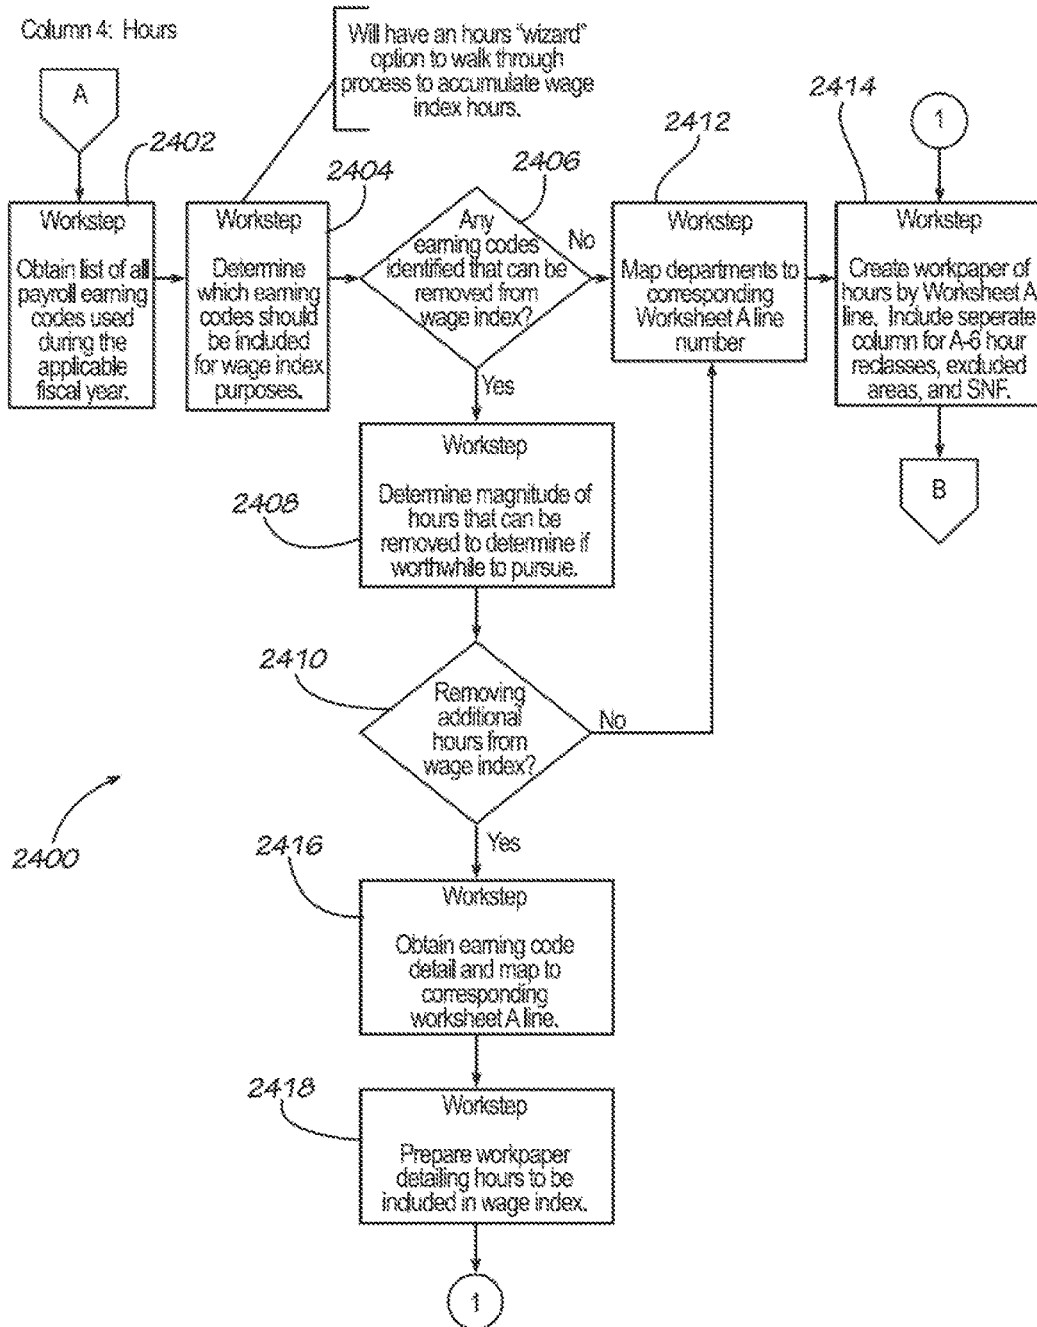 Column 4: Hours
Will have an hours "wizard"
option to walk through
process to accumulate wage
index hours.
A
2402
Workstep
Obtain list of all
payroll earning
codes used
during the
applicable
fiscal year.
2404
Workstep
Determine
which earning
codes should
be included
for wage index
purposes.
2406
Any
earning codes
identified that can be
removed from
wage index?
No
Yes
2412
Workstep
Map departments to
corresponding
Worksheet A line
number
2414
1
Workstep
Create workpaper of
hours by Worksheet A
line. Include seperate
column for A-6 hour
reclasses, excluded
areas, and SNF.
B
2408
Workstep
Determine magnitude of
hours that can be
removed to determine if
worthwhile to pursue.
2410
Removing
additional
hours from
wage index?
No
Yes
2400
2416
Workstep
Obtain earning code
detail and map to
corresponding
worksheet A line.
2418
Workstep
Prepare workpaper
detailing hours to be
included in wage index.
1